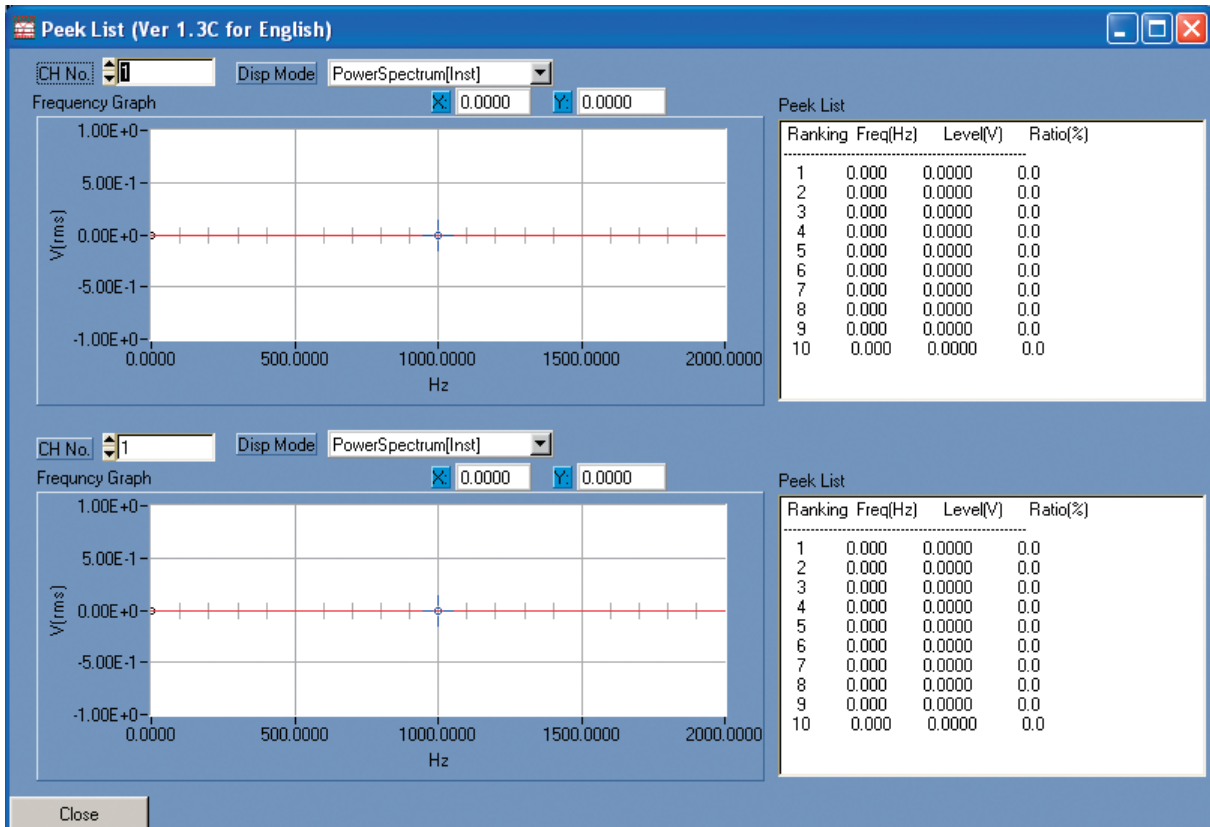 Peek List (Ver 1.3C for English)
CH No. 1 Disp Mode PowerSpectrum[Inst]
Frequency Graph X: 0.0000 Y: 0.0000
1.00E+0
5.00E-1
0.00E+0
-5.00E-1
-1.00E+0
V(rms)
0.0000 500.0000 1000.0000 1500.0000 2000.0000
Hz
Peek List
Ranking Freq(Hz) Level(V) Ratio(%)
------------------------------------------------------------
1 0.000 0.0000 0.0
2 0.000 0.0000 0.0
3 0.000 0.0000 0.0
4 0.000 0.0000 0.0
5 0.000 0.0000 0.0
6 0.000 0.0000 0.0
7 0.000 0.0000 0.0
8 0.000 0.0000 0.0
9 0.000 0.0000 0.0
10 0.000 0.0000 0.0
CH No. 1 Disp Mode PowerSpectrum[Inst]
Frequncy Graph X: 0.0000 Y: 0.0000
1.00E+0
5.00E-1
0.00E+0
-5.00E-1
-1.00E+0
V(rms)
0.0000 500.0000 1000.0000 1500.0000 2000.0000
Hz
Peek List
Ranking Freq(Hz) Level(V) Ratio(%)
------------------------------------------------------------
1 0.000 0.0000 0.0
2 0.000 0.0000 0.0
3 0.000 0.0000 0.0
4 0.000 0.0000 0.0
5 0.000 0.0000 0.0
6 0.000 0.0000 0.0
7 0.000 0.0000 0.0
8 0.000 0.0000 0.0
9 0.000 0.0000 0.0
10 0.000 0.0000 0.0
Close